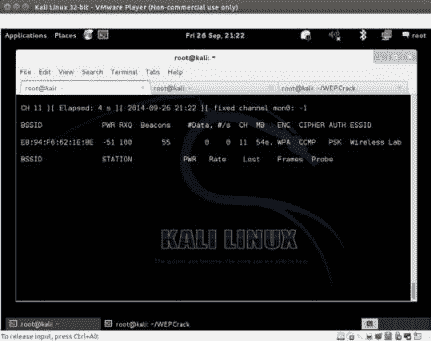 Kali Linux 32-bit - VMware Player (Non-commercial use only)
Applications Places Fri 26 Sep, 21:22 root
root@kali: ~
File Edit View Search Terminal Tabs Help
root@kali: ~ root@kali: ~ root@kali: ~/WEPCrack
CH 11 ][ Elapsed: 4 s ][ 2014-09-26 21:22 ][ fixed channel mon0: -1
BSSID PWR RXQ Beacons #Data, #/s CH MB ENC CIPHER AUTH ESSID
E8:94:F6:62:1E:8E -51 100 55 0 0 11 54e. WPA CCMP PSK Wireless Lab
BSSID STATION PWR Rate Lost Frames Probe
KALI LINUX
The quieter you become, the more you are able to hear.
root@kali: ~ root@kali: ~/WEPCrack
To release input, press Ctrl+Alt